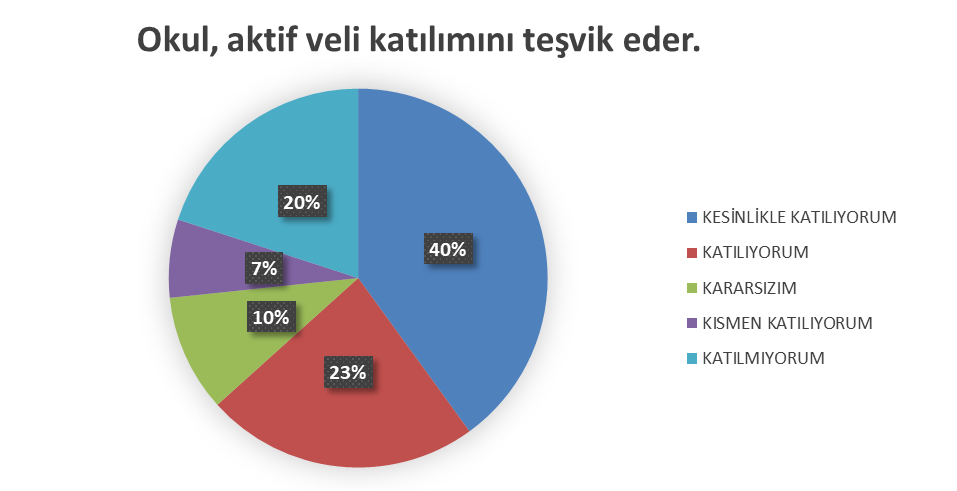 Okul, aktif veli katılımını teşvik eder.
40%
23%
10%
7%
20%
KESİNLİKLE KATILIYORUM
KATILIYORUM
KARARSIZIM
KISMEN KATILIYORUM
KATILMIYORUM